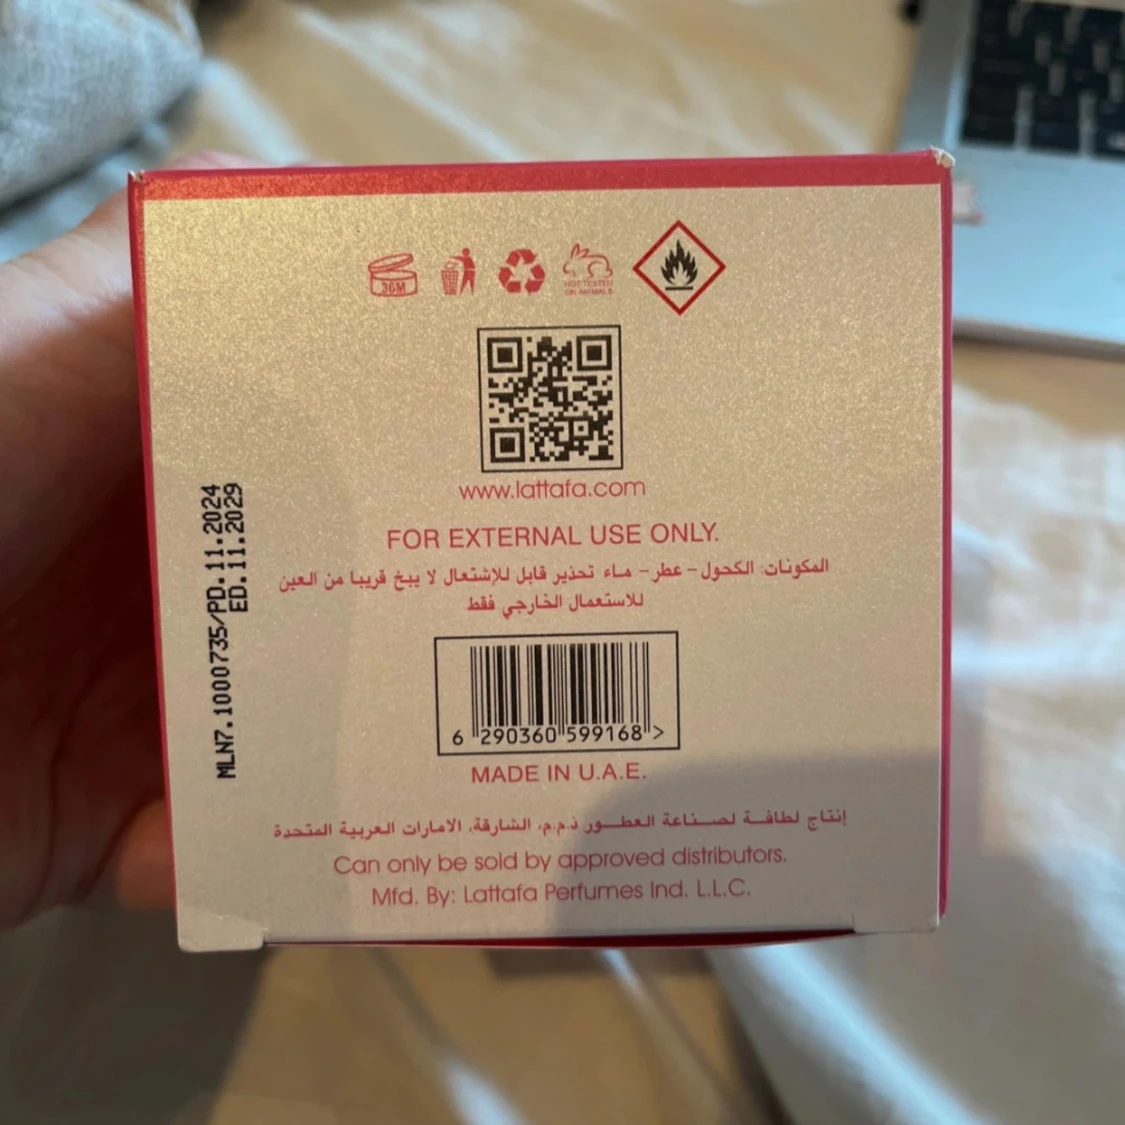 36M
NOT TESTED
ON ANIMALS
www.lattafa.com
FOR EXTERNAL USE ONLY.
المكونات: الكحول - عطر - ماء تحذير قابل للإشتعال لا يبخ قريبا من العين
للاستعمال الخارجي فقط
6 290360 599168 >
MADE IN U.A.E.
إنتاج لطافة لصناعة العطور ذ.م.م. الشارقة، الامارات العربية المتحدة
Can only be sold by approved distributors.
Mfd. By: Lattafa Perfumes Ind. L.L.C.
MLN7.1000735/PD.11.2024
ED.11.2029